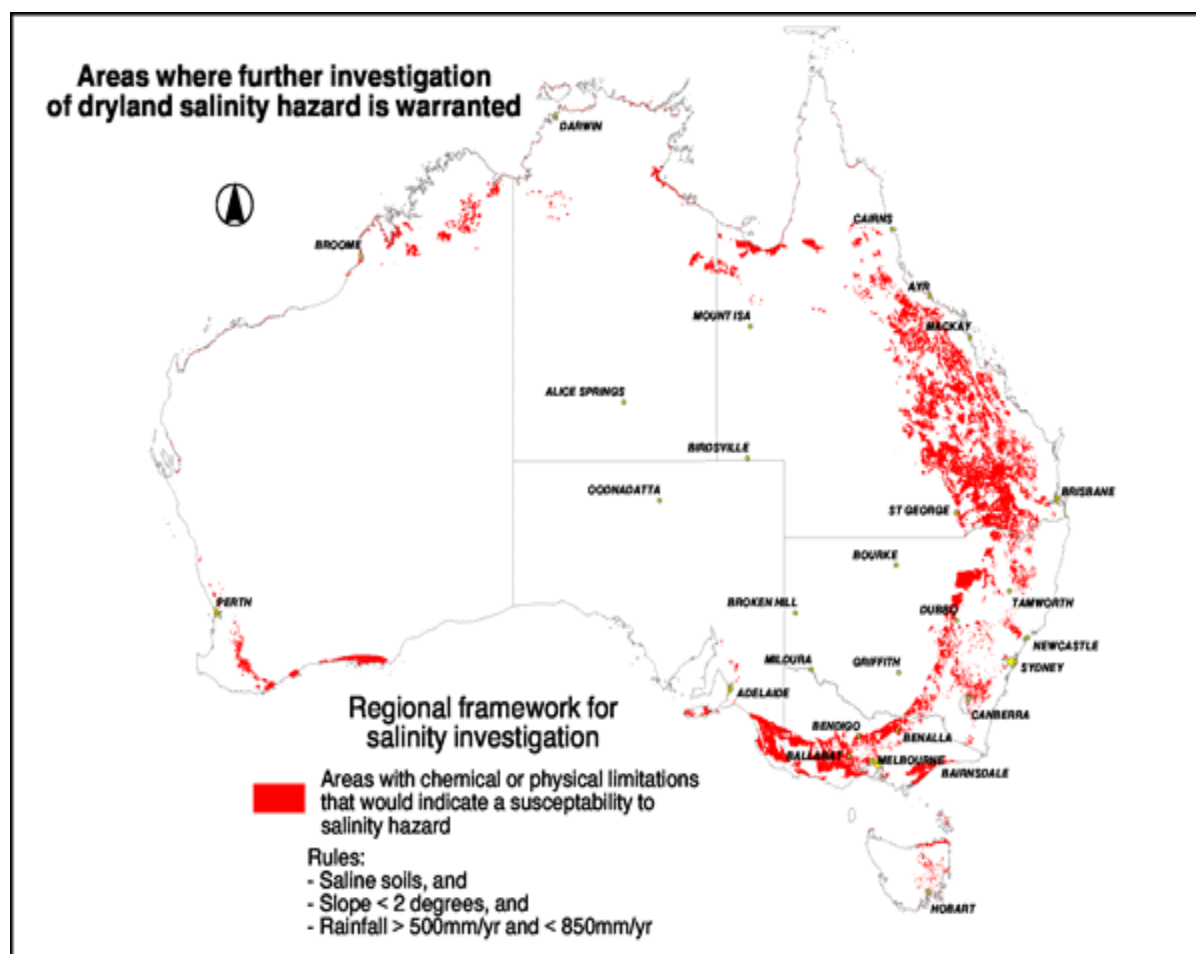 Areas where further investigation
of dryland salinity hazard is warranted
DARWIN
CAIRNS
BROOME
AYR
MOUNT ISA
MACKAY
ALICE SPRINGS
BIRDSVILLE
OODNADATTA
BRISBANE
ST GEORGE
BOURKE
PERTH
BROKEN HILL
DUBBO
TAMWORTH
NEWCASTLE
MILDURA
GRIFFITH
SYDNEY
ADELAIDE
CANBERRA
BENDIGO
BENALLA
BALLARAT
MELBOURNE
BAIRNSDALE
HOBART
Regional framework for
salinity investigation
Areas with chemical or physical limitations
that would indicate a susceptability to
salinity hazard
Rules:
- Saline soils, and
- Slope < 2 degrees, and
- Rainfall > 500mm/yr and < 850mm/yr